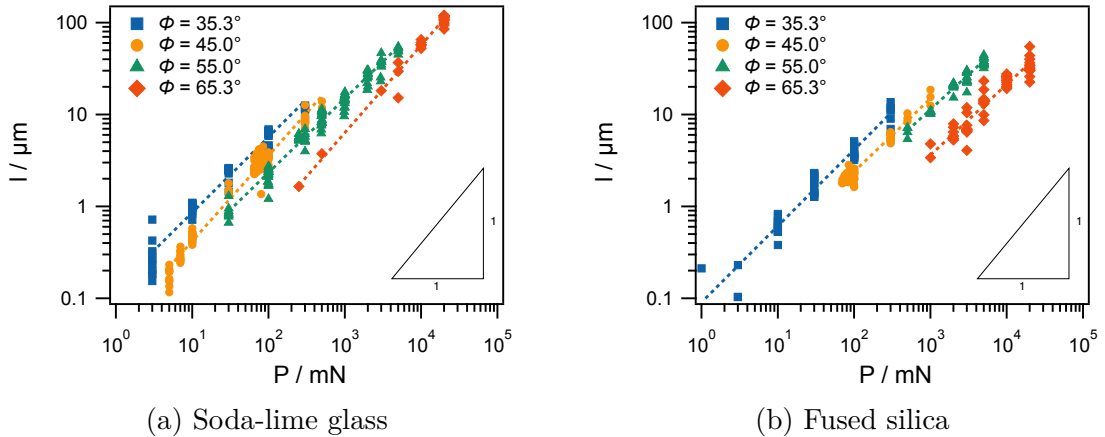 100
10
1
0.1
l / µm
Φ = 35.3°
Φ = 45.0°
Φ = 55.0°
Φ = 65.3°
1
1
10^0 10^1 10^2 10^3 10^4 10^5
P / mN
(a) Soda-lime glass
100
10
1
0.1
l / µm
Φ = 35.3°
Φ = 45.0°
Φ = 55.0°
Φ = 65.3°
1
1
10^0 10^1 10^2 10^3 10^4 10^5
P / mN
(b) Fused silica